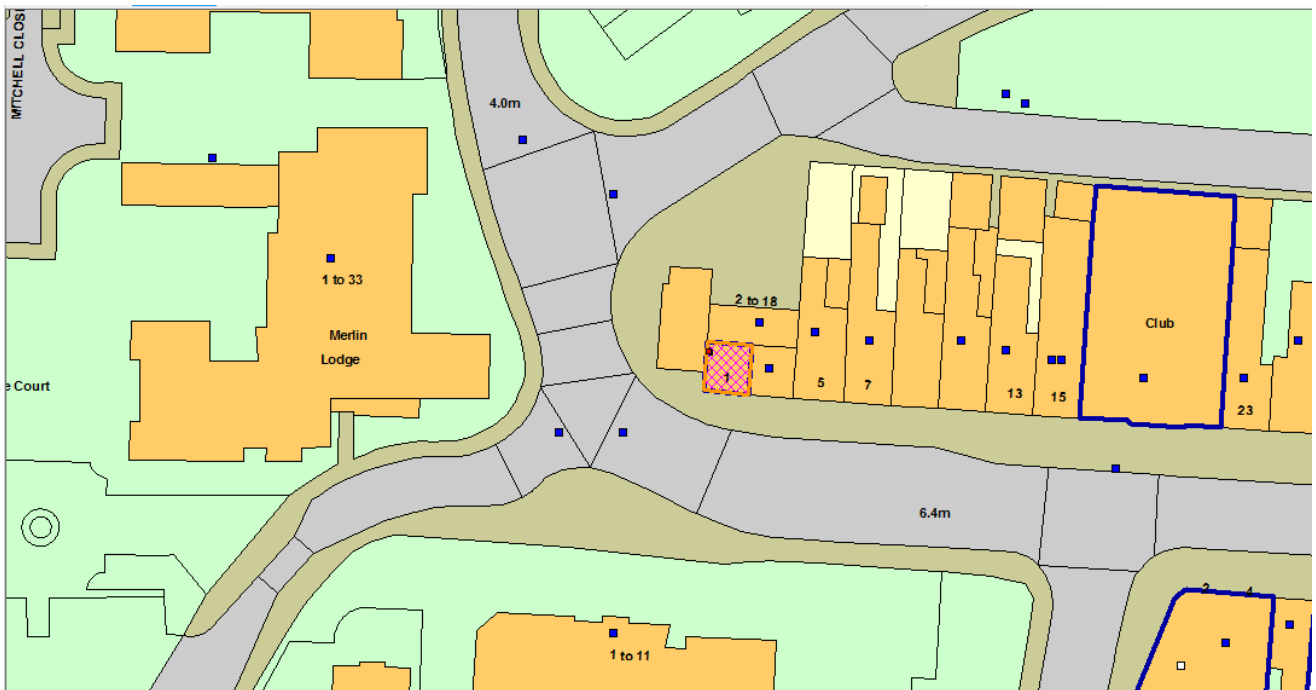 MITCHELL CLOS
4.0m
1 to 33
Merlin
Lodge
e Court
2 to 18
1
5
7
13
15
Club
23
6.4m
2
4
1 to 11